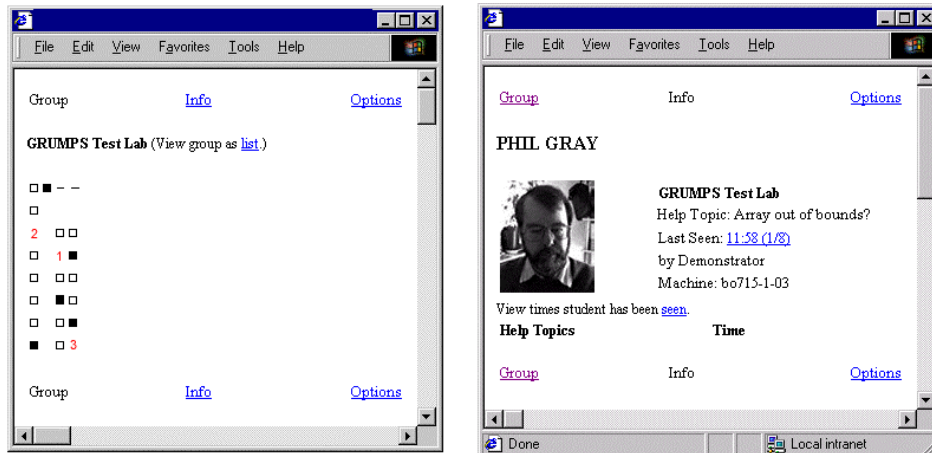 File Edit View Favorites Tools Help
Group Info Options
GRUMPS Test Lab (View group as list.)
2
1
3
Group Info Options
File Edit View Favorites Tools Help
Group Info Options
PHIL GRAY
GRUMPS Test Lab
Help Topic: Array out of bounds?
Last Seen: 11:58 (1/8)
by Demonstrator
Machine: bo715-1-03
View times student has been seen.
Help Topics Time
Group Info Options
Done Local intranet